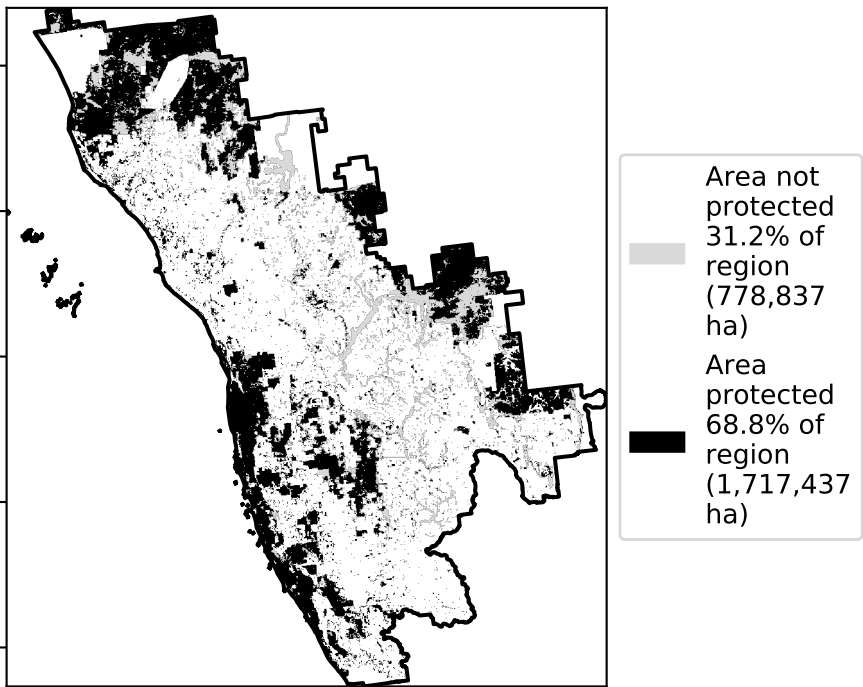 Area not
protected
31.2% of
region
(778,837
ha)
Area
protected
68.8% of
region
(1,717,437
ha)